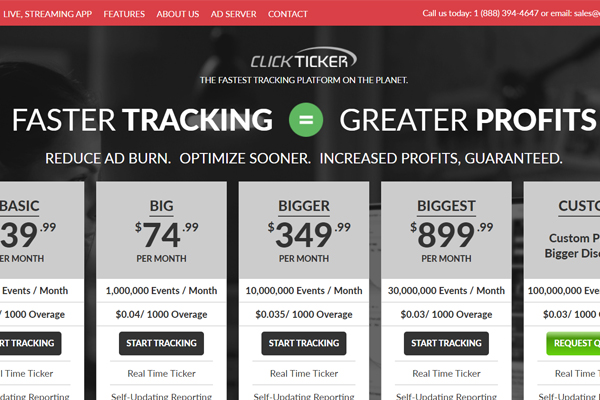 LIVE, STREAMING APP FEATURES ABOUT US AD SERVER CONTACT Call us today: 1 (888) 394-4647 or email: sales@
CLICKTICKER
THE FASTEST TRACKING PLATFORM ON THE PLANET.
FASTER TRACKING = GREATER PROFITS
REDUCE AD BURN. OPTIMIZE SOONER. INCREASED PROFITS, GUARANTEED.
BASIC
39.99
PER MONTH
Events / Month
/ 1000 Overage
START TRACKING
Real Time Ticker
Self-Updating Reporting
BIG
$74.99
PER MONTH
1,000,000 Events / Month
$0.04/ 1000 Overage
START TRACKING
Real Time Ticker
Self-Updating Reporting
BIGGER
$349.99
PER MONTH
10,000,000 Events / Month
$0.035/ 1000 Overage
START TRACKING
Real Time Ticker
Self-Updating Reporting
BIGGEST
$899.99
PER MONTH
30,000,000 Events / Month
$0.03/ 1000 Overage
START TRACKING
Real Time Ticker
Self-Updating Reporting
CUSTO
Custom P
Bigger Disc
100,000,000 Events
$0.03/ 1000
REQUEST Q
Real Time Ticker
Self-Updating Reporting